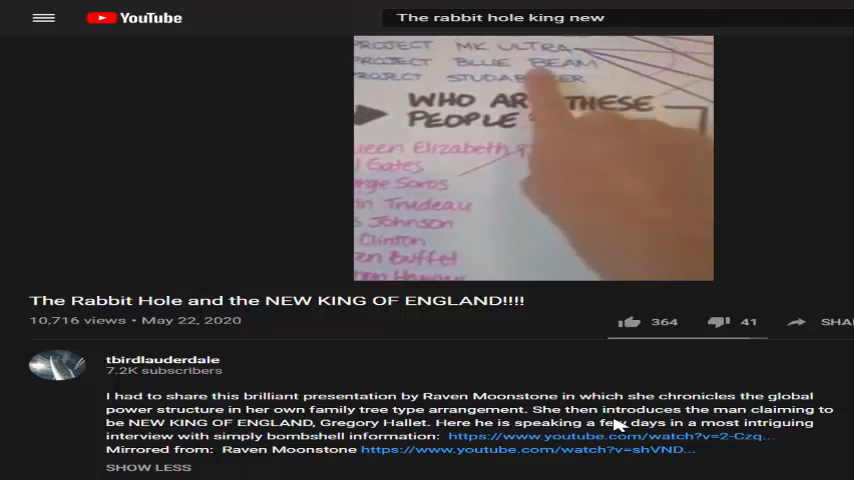 YouTube
The rabbit hole king new
PROJECT MK ULTRA
PROJECT BLUE BEAM
PROJECT
WHO THESE
PEOPLE
Elizabeth
Gates
Soros
Trudeau
Johnson
Clinton
Buffet
The Rabbit Hole and the NEW KING OF ENGLAND!!!!
10,716 views • May 22, 2020
364 41 SHA
tbirdlauderdale
7.2K subscribers
I had to share this brilliant presentation by Raven Moonstone in which she chronicles the global
power structure in her own family tree type arrangement. She then introduces the man claiming to
be NEW KING OF ENGLAND, Gregory Hallet. Here he is speaking a few days in a most intriguing
interview with simply bombshell information: https://www.youtube.com/watch?v=2-Czq...
Mirrored from: Raven Moonstone https://www.youtube.com/watch?v=shVND...
SHOW LESS